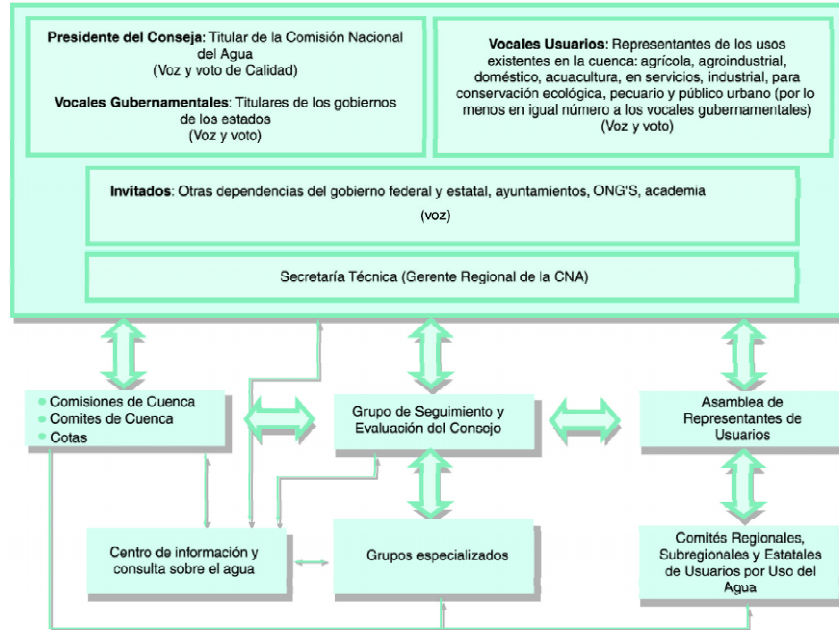 Presidente del Conseja: Titular de la Comisión Nacional
del Agua
(Voz y voto de Calidad)
Vocales Gubernamentales: Titulares de los gobiernos
de los estados
(Voz y voto)
Vocales Usuarios: Representantes de los usos
existentes en la cuenca: agrícola, agroindustrial,
doméstico, acuacultura, en servicios, industrial, para
conservación ecológica, pecuario y público urbano (por lo
menos en igual número a los vocales gubernamentales)
(Voz y voto)
Invitados: Otras dependencias del gobierno federal y estatal, ayuntamientos, ONG'S, academia
(voz)
Secretaría Técnica (Gerente Regional de la CNA)
Comisiones de Cuenca
Comites de Cuenca
Cotas
Grupo de Seguimiento y
Evaluación del Consejo
Asamblea de
Representantes de
Usuarios
Centro de información y
consulta sobre el agua
Grupos especializados
Comités Regionales,
Subregionales y Estatales
de Usuarios por Uso del
Agua